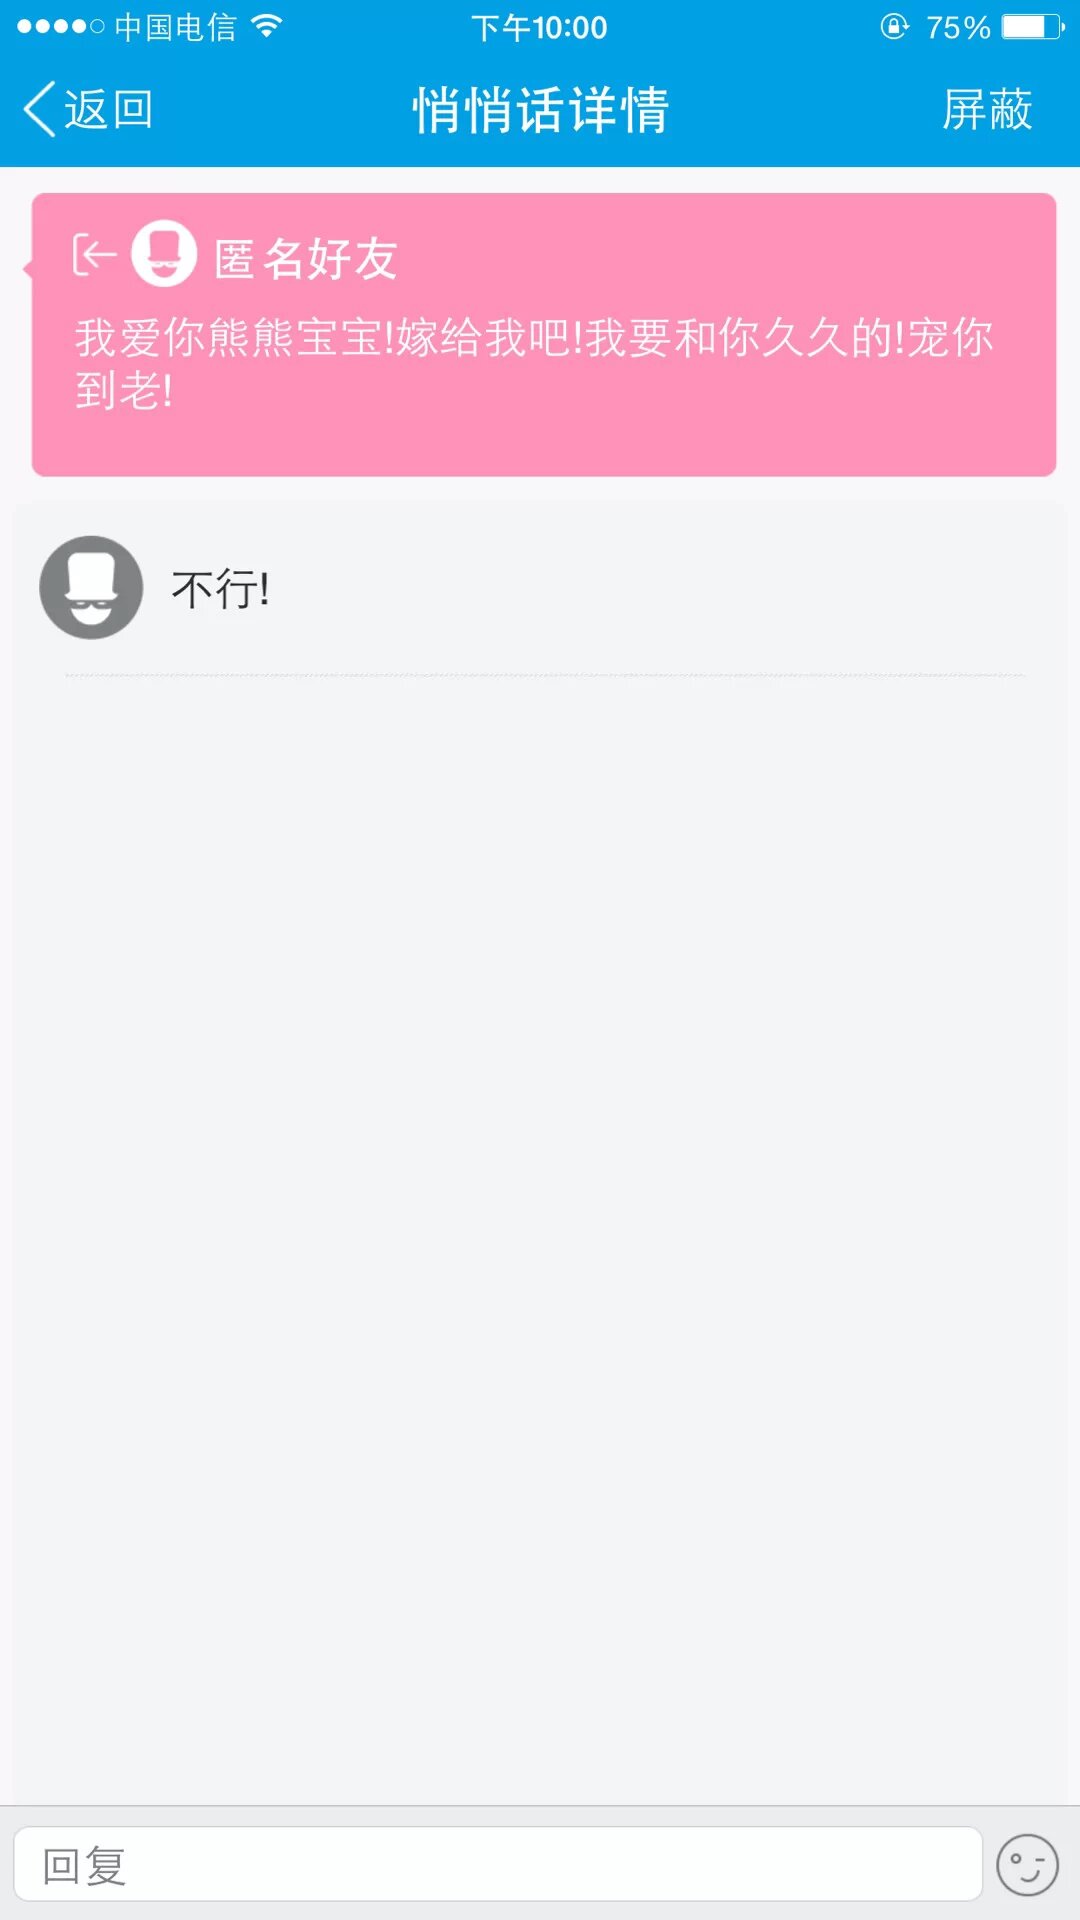 中国电信 下午10:00 75%
返回 悄悄话详情 屏蔽
匿名好友
我爱你熊熊宝宝!嫁给我吧!我要和你久久的!宠你
到老!
不行!
回复